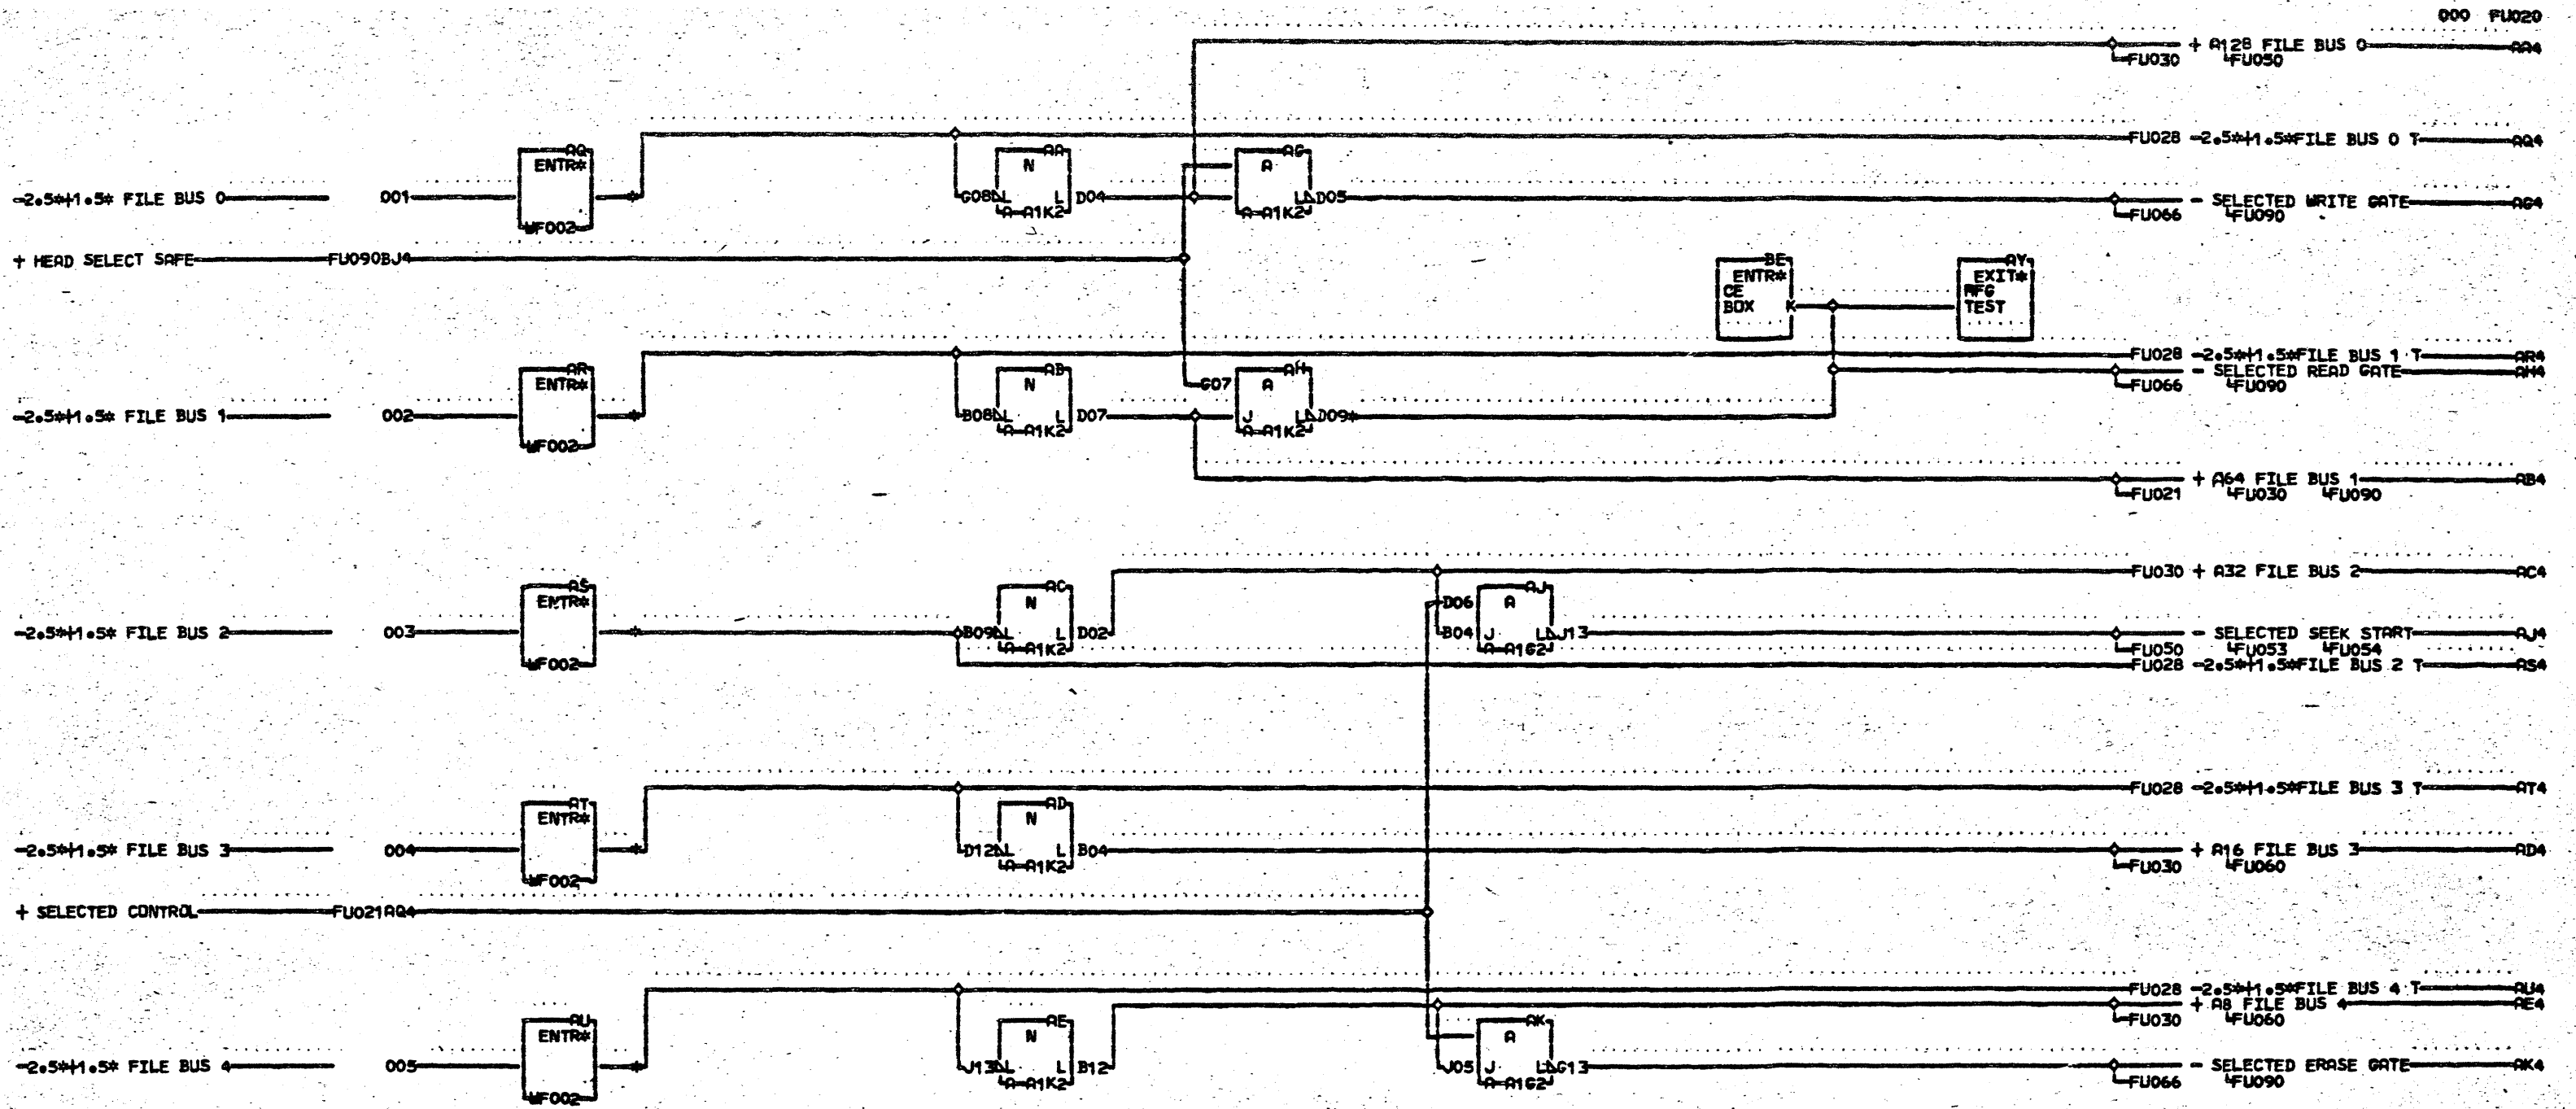 000 FU020
+ A128 FILE BUS 0 AA4
FU030 FU050
FU028 -2.5*+1.5*FILE BUS 0 T AQ4
AQ AA AG
ENTR* N A
-2.5*+1.5* FILE BUS 0 001 G08 L L D04 L D05 - SELECTED WRITE GATE AG4
A-A1K2 A-A1K2 FU066 FU090
WF002
+ HEAD SELECT SAFE FU090BJ4
BE AY
ENTR* EXIT*
CE MFG
BOX K TEST
FU028 -2.5*+1.5*FILE BUS 1 T AR4
AR AB AH - SELECTED READ GATE AH4
ENTR* N G07 A FU066 FU090
-2.5*+1.5* FILE BUS 1 002 B08 L L D07 J L D09*
A-A1K2 A-A1K2
WF002
+ A64 FILE BUS 1 AB4
FU021 FU030 FU090
FU030 + A32 FILE BUS 2 AC4
AS AC AJ
ENTR* N D06 A
-2.5*+1.5* FILE BUS 2 003 B09 L L D02 B04 J L J13 - SELECTED SEEK START AJ4
A-A1K2 A-A1G2 FU050 FU053 FU054
WF002 FU028 -2.5*+1.5*FILE BUS 2 T AS4
FU028 -2.5*+1.5*FILE BUS 3 T AT4
AT AD
ENTR* N
-2.5*+1.5* FILE BUS 3 004 D12 L L B04 + A16 FILE BUS 3 AD4
A-A1K2 FU030 FU060
WF002
+ SELECTED CONTROL FU021AQ4
FU028 -2.5*+1.5*FILE BUS 4 T AU4
+ A8 FILE BUS 4 AE4
AU AE AK FU030 FU060
ENTR* N A
-2.5*+1.5* FILE BUS 4 005 J13 L L B12 J05 J L G13 - SELECTED ERASE GATE AK4
A-A1K2 A-A1G2 FU066 FU090
WF002